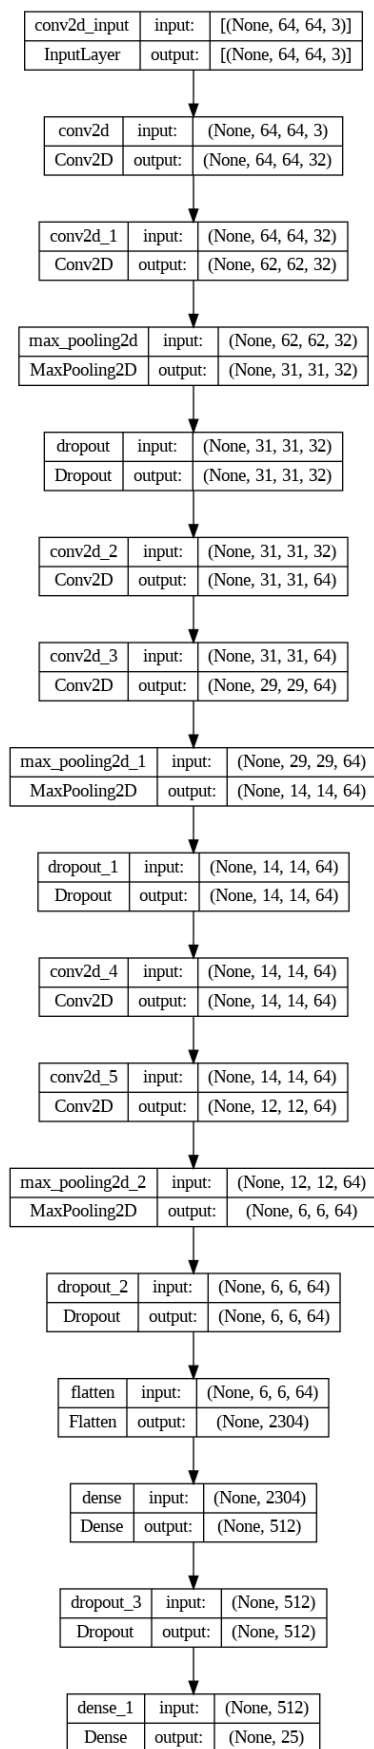 conv2d_input input: [(None, 64, 64, 3)]
InputLayer output: [(None, 64, 64, 3)]
conv2d input: (None, 64, 64, 3)
Conv2D output: (None, 64, 64, 32)
conv2d_1 input: (None, 64, 64, 32)
Conv2D output: (None, 62, 62, 32)
max_pooling2d input: (None, 62, 62, 32)
MaxPooling2D output: (None, 31, 31, 32)
dropout input: (None, 31, 31, 32)
Dropout output: (None, 31, 31, 32)
conv2d_2 input: (None, 31, 31, 32)
Conv2D output: (None, 31, 31, 64)
conv2d_3 input: (None, 31, 31, 64)
Conv2D output: (None, 29, 29, 64)
max_pooling2d_1 input: (None, 29, 29, 64)
MaxPooling2D output: (None, 14, 14, 64)
dropout_1 input: (None, 14, 14, 64)
Dropout output: (None, 14, 14, 64)
conv2d_4 input: (None, 14, 14, 64)
Conv2D output: (None, 14, 14, 64)
conv2d_5 input: (None, 14, 14, 64)
Conv2D output: (None, 12, 12, 64)
max_pooling2d_2 input: (None, 12, 12, 64)
MaxPooling2D output: (None, 6, 6, 64)
dropout_2 input: (None, 6, 6, 64)
Dropout output: (None, 6, 6, 64)
flatten input: (None, 6, 6, 64)
Flatten output: (None, 2304)
dense input: (None, 2304)
Dense output: (None, 512)
dropout_3 input: (None, 512)
Dropout output: (None, 512)
dense_1 input: (None, 512)
Dense output: (None, 25)